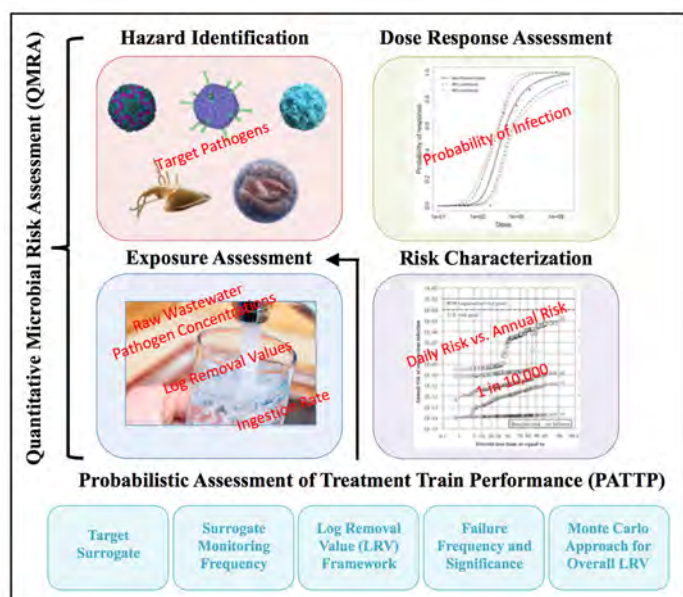 Quantitative Microbial Risk Assessment (QMRA)
Hazard Identification
Target Pathogens
Dose Response Assessment
Probability of response
Probability of Infection
Exposure Assessment
Raw Wastewater
Pathogen Concentrations
Log Removal Values
Ingestion Rate
Risk Characterization
Daily Risk vs. Annual Risk
1 in 10,000
Probabilistic Assessment of Treatment Train Performance (PATTP)
Target
Surrogate
Surrogate
Monitoring
Frequency
Log Removal
Value (LRV)
Framework
Failure
Frequency and
Significance
Monte Carlo
Approach for
Overall LRV